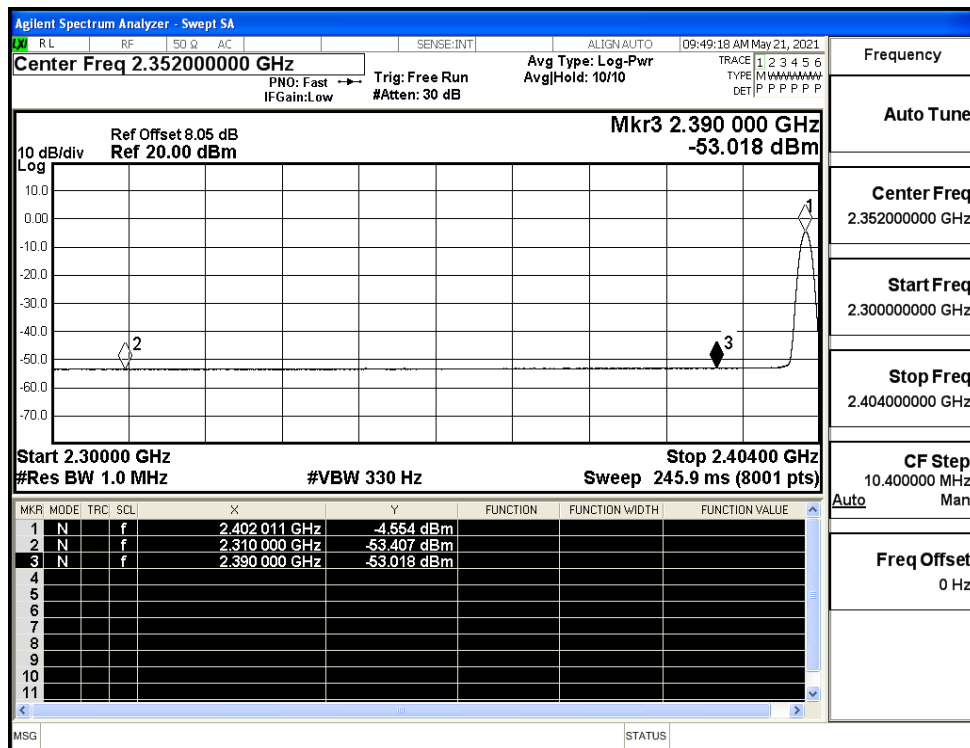 Agilent Spectrum Analyzer - Swept SA
LXI RL RF 50 Ω AC SENSE:INT ALIGN AUTO 09:49:18 AM May 21, 2021
Center Freq 2.352000000 GHz
PNO: Fast
IFGain:Low
Trig: Free Run
#Atten: 30 dB
Avg Type: Log-Pwr
Avg|Hold: 10/10
TRACE 1 2 3 4 5 6
TYPE M WWWWW
DET P P P P P P
Ref Offset 8.05 dB
10 dB/div Ref 20.00 dBm
Log
Mkr3 2.390 000 GHz
-53.018 dBm
10.0
0.00
-10.0
-20.0
-30.0
-40.0
-50.0
-60.0
-70.0
1
2
3
Start 2.30000 GHz Stop 2.40400 GHz
#Res BW 1.0 MHz #VBW 330 Hz Sweep 245.9 ms (8001 pts)
MKR MODE TRC SCL X Y FUNCTION FUNCTION WIDTH FUNCTION VALUE
1 N f 2.402 011 GHz -4.554 dBm
2 N f 2.310 000 GHz -53.407 dBm
3 N f 2.390 000 GHz -53.018 dBm
4
5
6
7
8
9
10
11
MSG STATUS
Frequency
Auto Tune
Center Freq
2.352000000 GHz
Start Freq
2.300000000 GHz
Stop Freq
2.404000000 GHz
CF Step
10.400000 MHz
Auto Man
Freq Offset
0 Hz